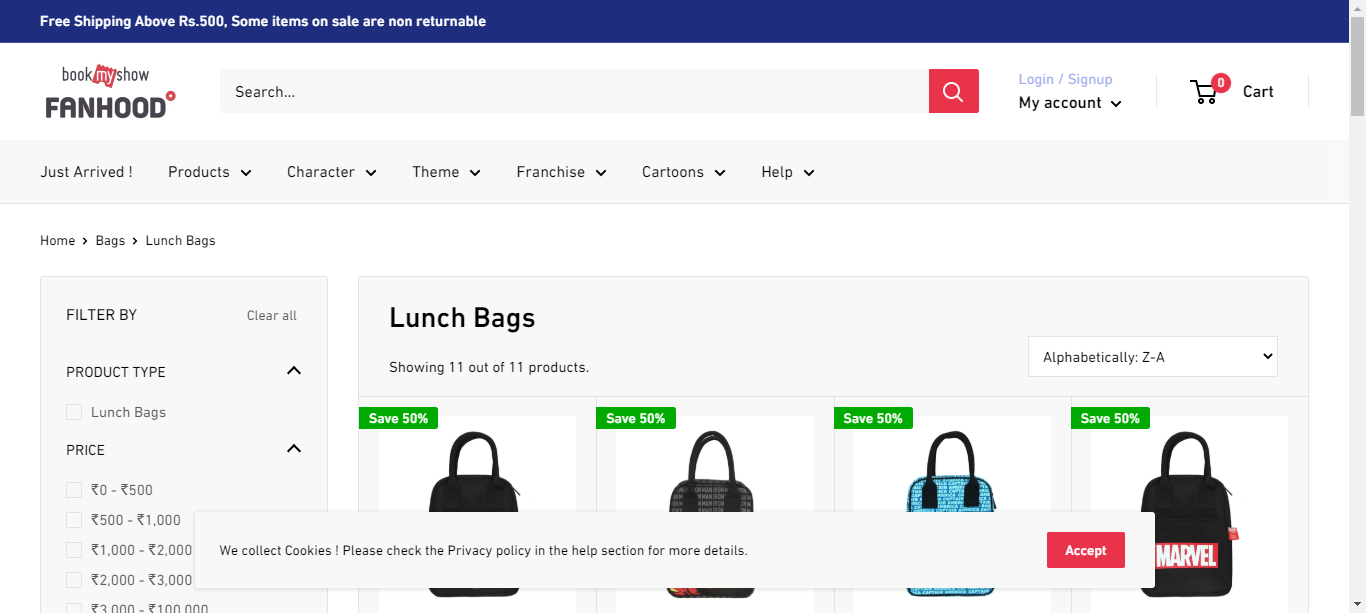 Free Shipping Above Rs.500, Some items on sale are non returnable
bookmyshow
FANHOOD
Search...
Login / Signup
My account
0
Cart
Just Arrived !
Products
Character
Theme
Franchise
Cartoons
Help
Home
Bags
Lunch Bags
FILTER BY
Clear all
PRODUCT TYPE
Lunch Bags
PRICE
₹0 - ₹500
₹500 - ₹1,000
₹1,000 - ₹2,000
₹2,000 - ₹3,000
₹3,000 - ₹100,000
Lunch Bags
Showing 11 out of 11 products.
Alphabetically: Z-A
Save 50%
Save 50%
Save 50%
Save 50%
MARVEL
We collect Cookies ! Please check the Privacy policy in the help section for more details.
Accept